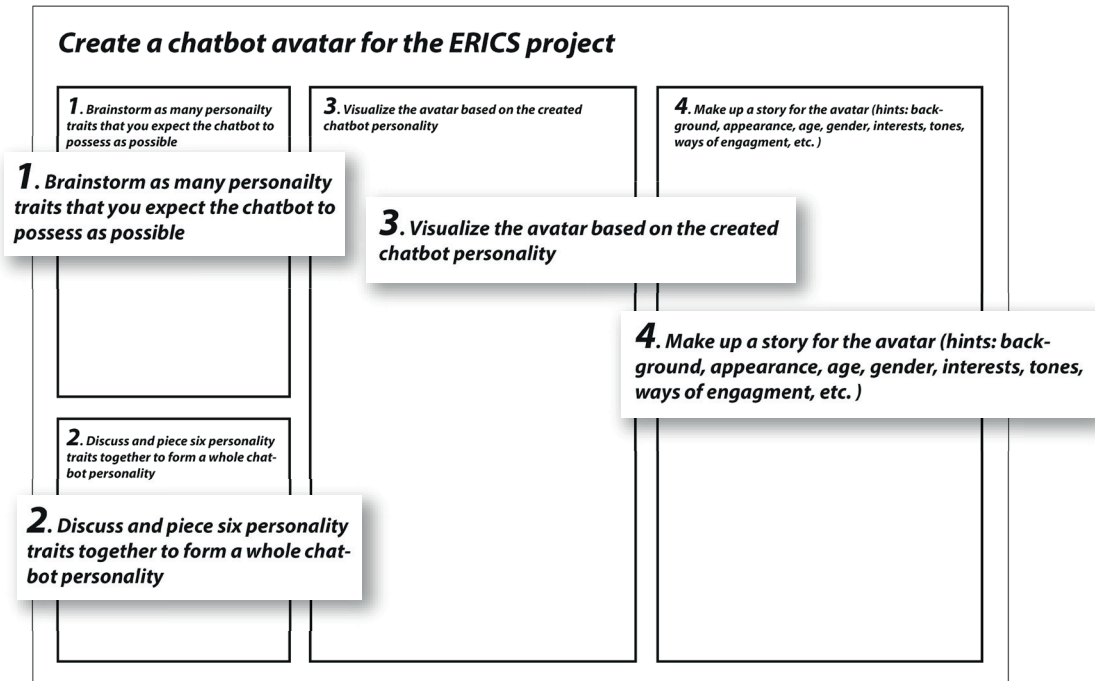 Create a chatbot avatar for the ERICS project
1. Brainstorm as many personailty
traits that you expect the chatbot to
possess as possible
1. Brainstorm as many personailty
traits that you expect the chatbot to
possess as possible
2. Discuss and piece six personality
traits together to form a whole chat-
bot personality
2. Discuss and piece six personality
traits together to form a whole chat-
bot personality
3. Visualize the avatar based on the created
chatbot personality
3. Visualize the avatar based on the created
chatbot personality
4. Make up a story for the avatar (hints: back-
ground, appearance, age, gender, interests, tones,
ways of engagment, etc. )
4. Make up a story for the avatar (hints: back-
ground, appearance, age, gender, interests, tones,
ways of engagment, etc. )